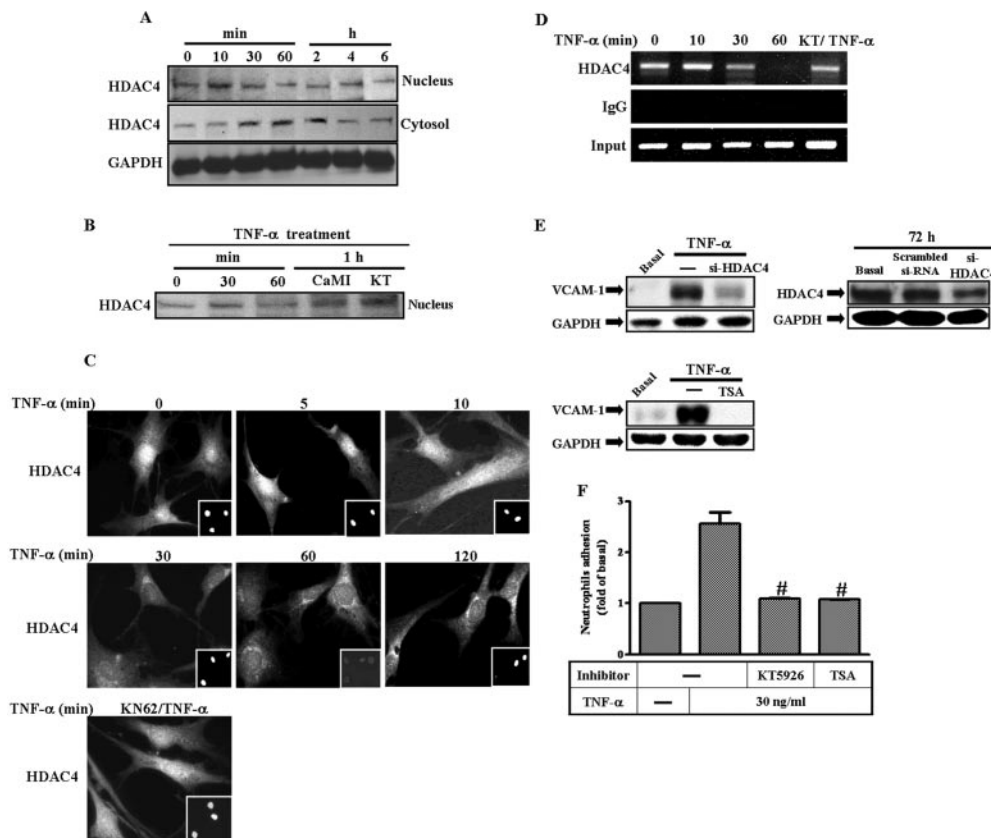 A
min h
0 10 30 60 2 4 6
HDAC4 Nucleus
HDAC4 Cytosol
GAPDH
B
TNF-α treatment
min 1 h
0 30 60 CaMI KT
HDAC4 Nucleus
C
TNF-α (min) 0 5 10
HDAC4
TNF-α (min) 30 60 120
HDAC4
TNF-α (min) KN62/TNF-α
HDAC4
D
TNF-α (min) 0 10 30 60 KT/ TNF-α
HDAC4
IgG
Input
E
TNF-α
Basal — si-HDAC4
VCAM-1
GAPDH
72 h
Basal Scrambled si-RNA si-HDAC4
HDAC4
GAPDH
TNF-α
Basal — TSA
VCAM-1
GAPDH
F
Neutrophils adhesion
(fold of basal)
3
2
1
0
# #
Inhibitor — KT5926 TSA
TNF-α — 30 ng/ml